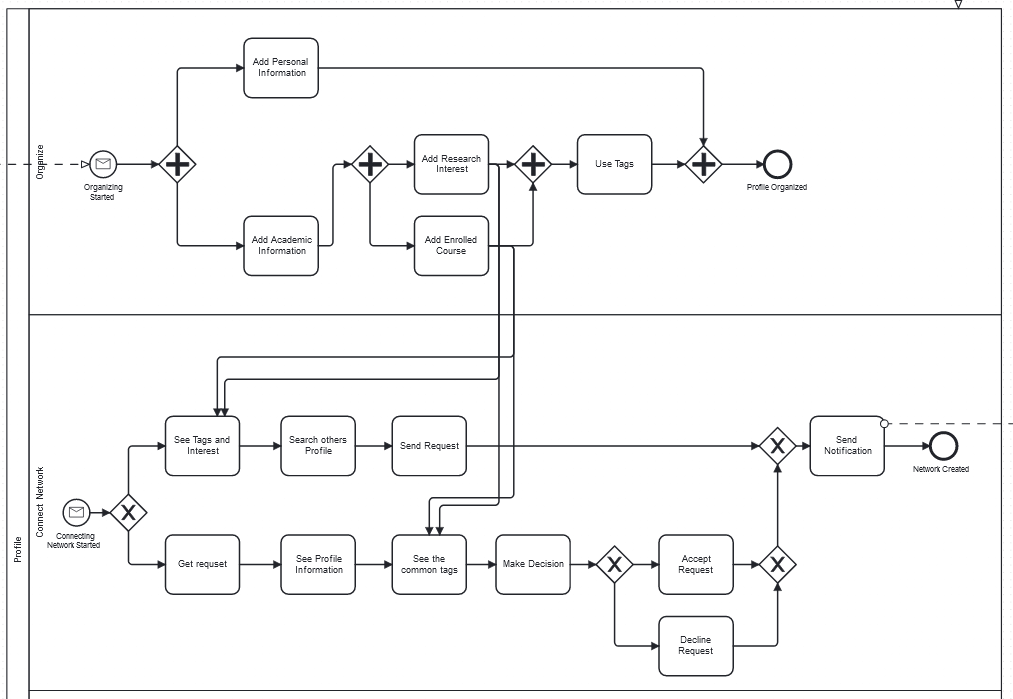 Profile
Organize
Organizing
Started
Add Personal
Information
Add Academic
Information
Add Research
Interest
Add Enrolled
Course
Use Tags
Profile Organized
Connect Network
Connecting
Network Started
See Tags and
Interest
Search others
Profile
Send Request
Send
Notification
Network Created
Get requset
See Profile
Information
See the
common tags
Make Decision
Accept
Request
Decline
Request